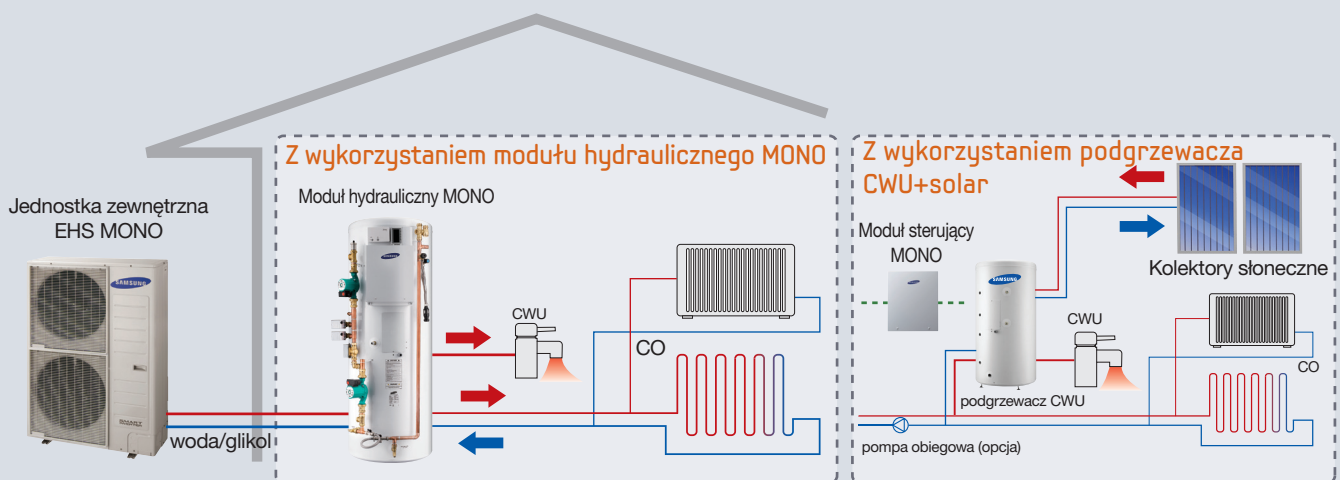 Z wykorzystaniem modułu hydraulicznego MONO
Moduł hydrauliczny MONO
Jednostka zewnętrzna
EHS MONO
SAMSUNG
woda/glikol
SAMSUNG
CWU
CO
Z wykorzystaniem podgrzewacza
CWU+solar
Moduł sterujący
MONO
Kolektory słoneczne
SAMSUNG
CWU
CO
podgrzewacz CWU
pompa obiegowa (opcja)